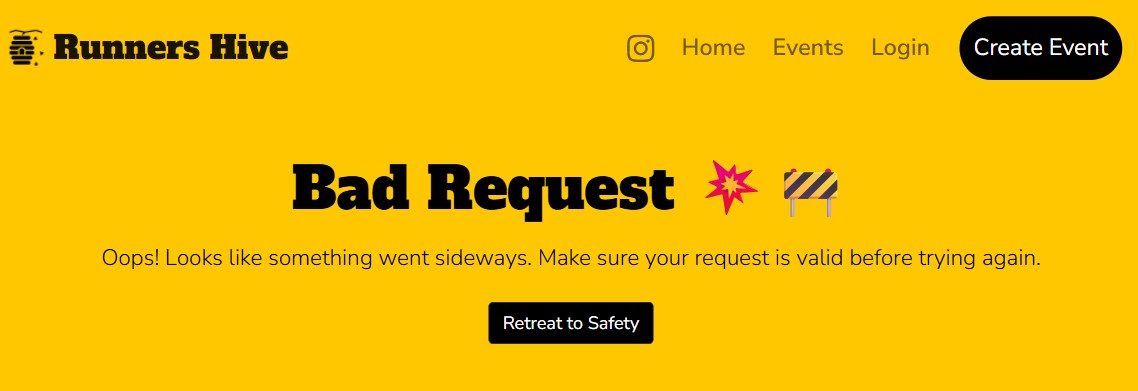 Runners Hive
Home Events Login Create Event
Bad Request 💥 🚧
Oops! Looks like something went sideways. Make sure your request is valid before trying again.
Retreat to Safety